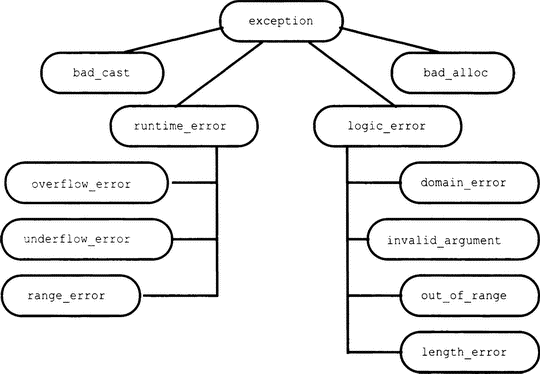 exception
bad_cast
bad_alloc
runtime_error
logic_error
overflow_error
domain_error
underflow_error
invalid_argument
range_error
out_of_range
length_error